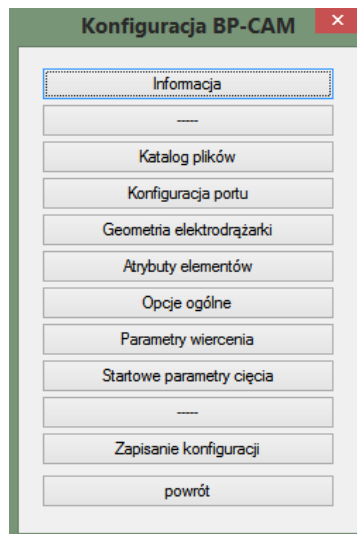 Konfiguracja BP-CAM
Informacja
-----
Katalog plików
Konfiguracja portu
Geometria elektrodrążarki
Atrybuty elementów
Opcje ogólne
Parametry wiercenia
Startowe parametry cięcia
-----
Zapisanie konfiguracji
powrót